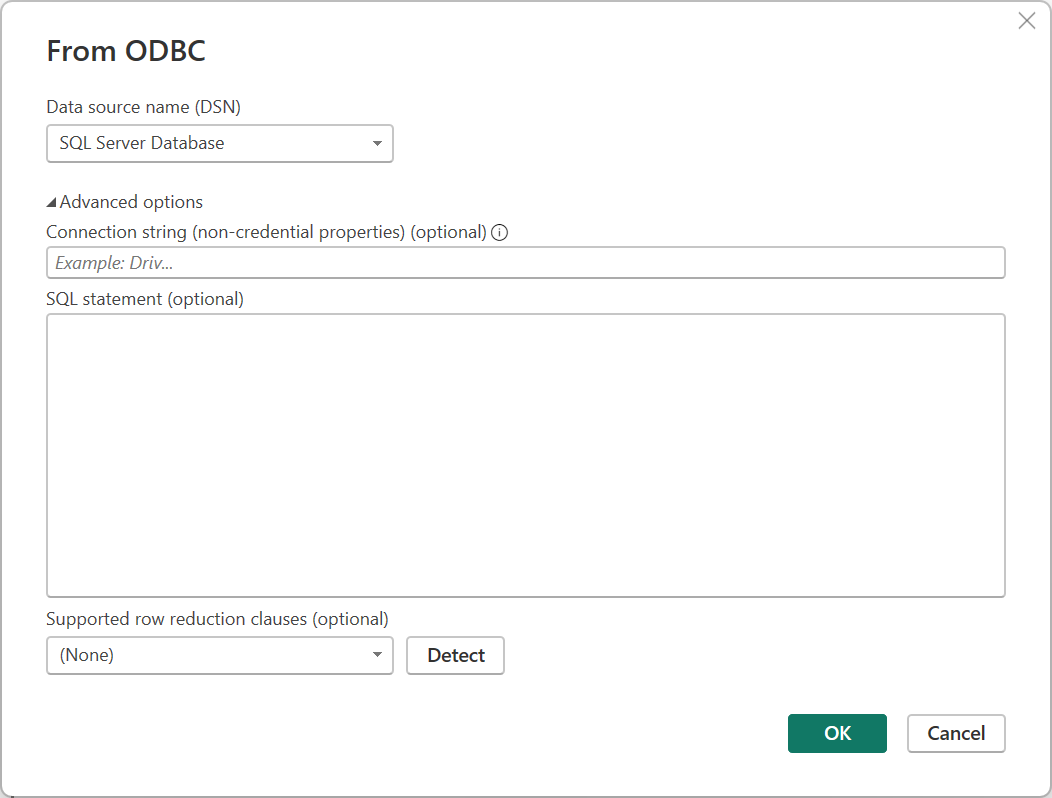 From ODBC
Data source name (DSN)
SQL Server Database
Advanced options
Connection string (non-credential properties) (optional)
Example: Driv...
SQL statement (optional)
Supported row reduction clauses (optional)
(None)
Detect
OK
Cancel